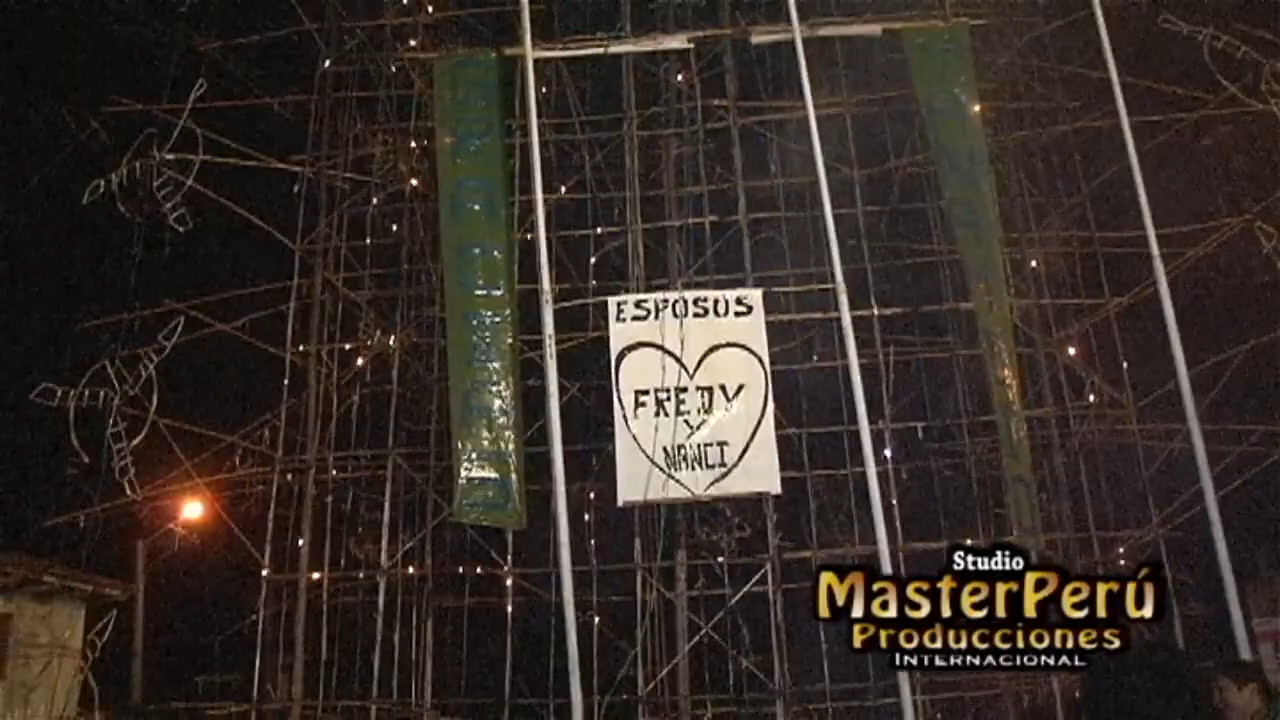 ESPOSOS
FREDY
Y
NANCI
Studio
MasterPerú
Producciones
INTERNACIONAL